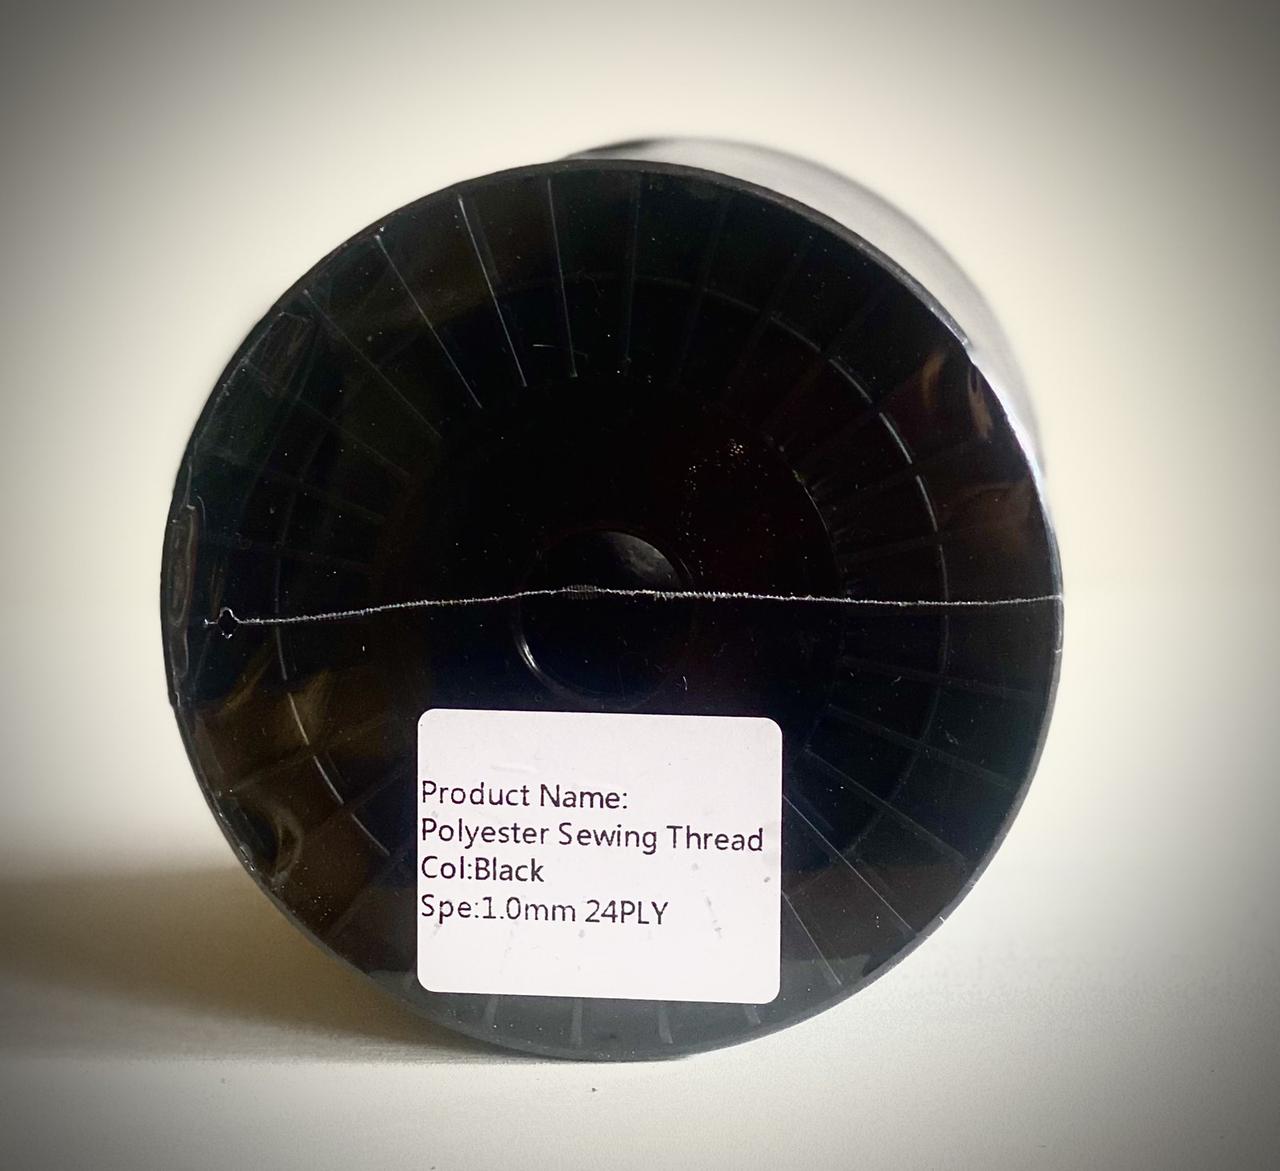 Product Name:
Polyester Sewing Thread
Col:Black
Spe:1.0mm 24PLY